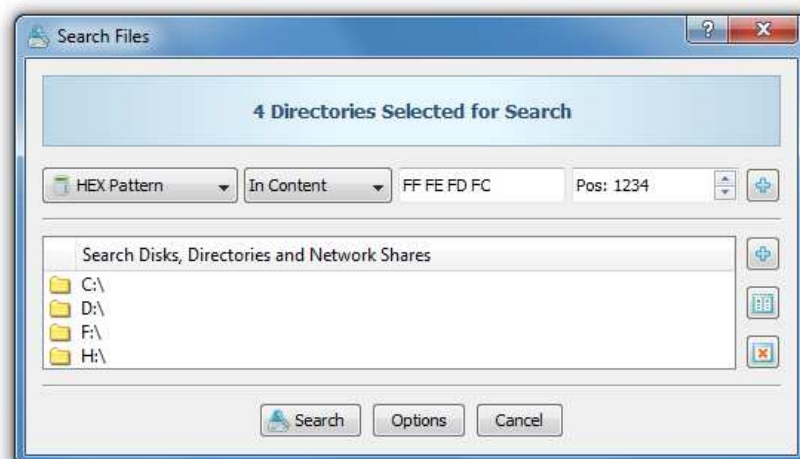 Search Files
4 Directories Selected for Search
HEX Pattern In Content FF FE FD FC Pos: 1234
Search Disks, Directories and Network Shares
C:\
D:\
F:\
H:\
Search Options Cancel